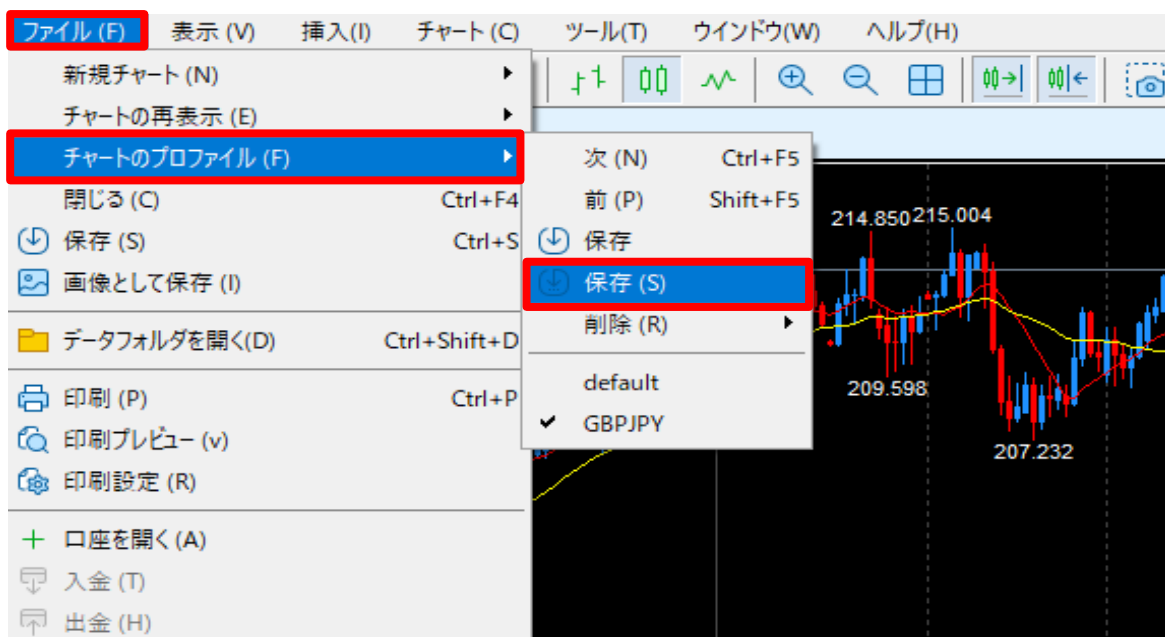 ファイル (F) 表示 (V) 挿入(I) チャート (C) ツール(T) ウインドウ(W) ヘルプ(H)
新規チャート (N)
チャートの再表示 (E)
チャートのプロファイル (F)
閉じる (C) Ctrl+F4
保存 (S) Ctrl+S
画像として保存 (I)
データフォルダを開く(D) Ctrl+Shift+D
印刷 (P) Ctrl+P
印刷プレビュー (v)
印刷設定 (R)
口座を開く (A)
入金 (T)
出金 (H)
次 (N) Ctrl+F5
前 (P) Shift+F5
保存
保存 (S)
削除 (R)
default
GBPJPY
214.850 215.004
209.598
207.232